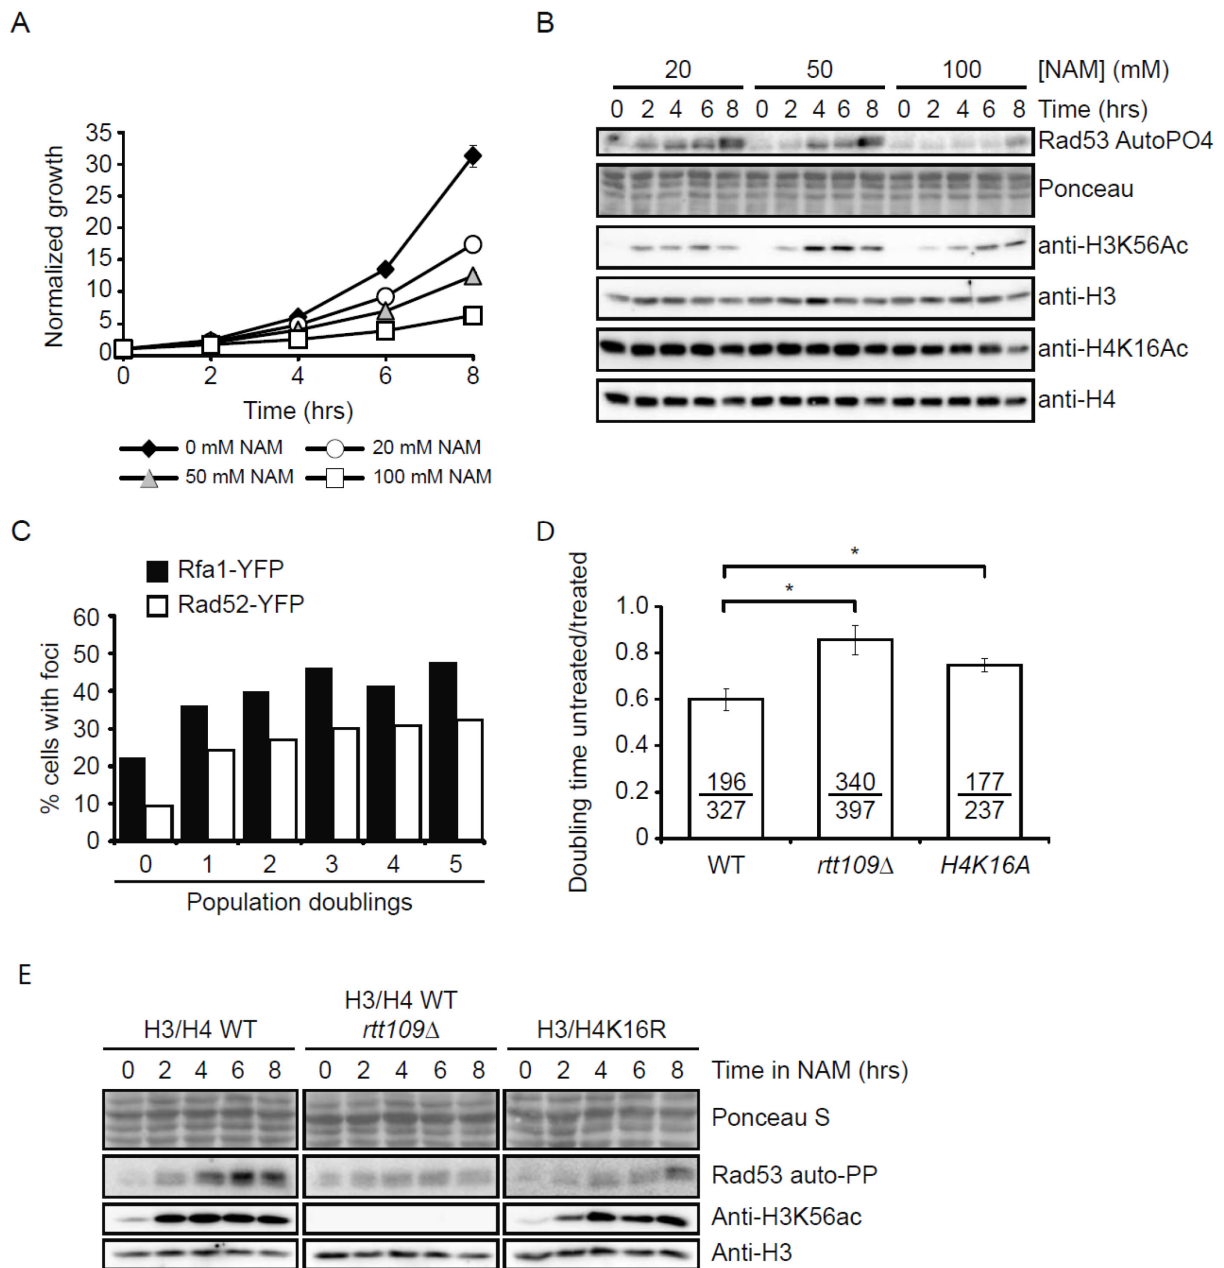 A
35
30
25
20
15
10
5
0
Normalized growth
0 2 4 6 8
Time (hrs)
0 mM NAM 20 mM NAM
50 mM NAM 100 mM NAM
B
20 50 100 [NAM] (mM)
0 2 4 6 8 0 2 4 6 8 0 2 4 6 8 Time (hrs)
Rad53 AutoPO4
Ponceau
anti-H3K56Ac
anti-H3
anti-H4K16Ac
anti-H4
C
Rfa1-YFP
Rad52-YFP
60
50
40
30
20
10
0
% cells with foci
0 1 2 3 4 5
Population doublings
D
* *
1.0
0.8
0.6
0.4
0.2
0
Doubling time untreated/treated
196 340 177
327 397 237
WT rtt109Δ H4K16A
E
H3/H4 WT
H3/H4 WT rtt109Δ H3/H4K16R
0 2 4 6 8 0 2 4 6 8 0 2 4 6 8 Time in NAM (hrs)
Ponceau S
Rad53 auto-PP
Anti-H3K56ac
Anti-H3